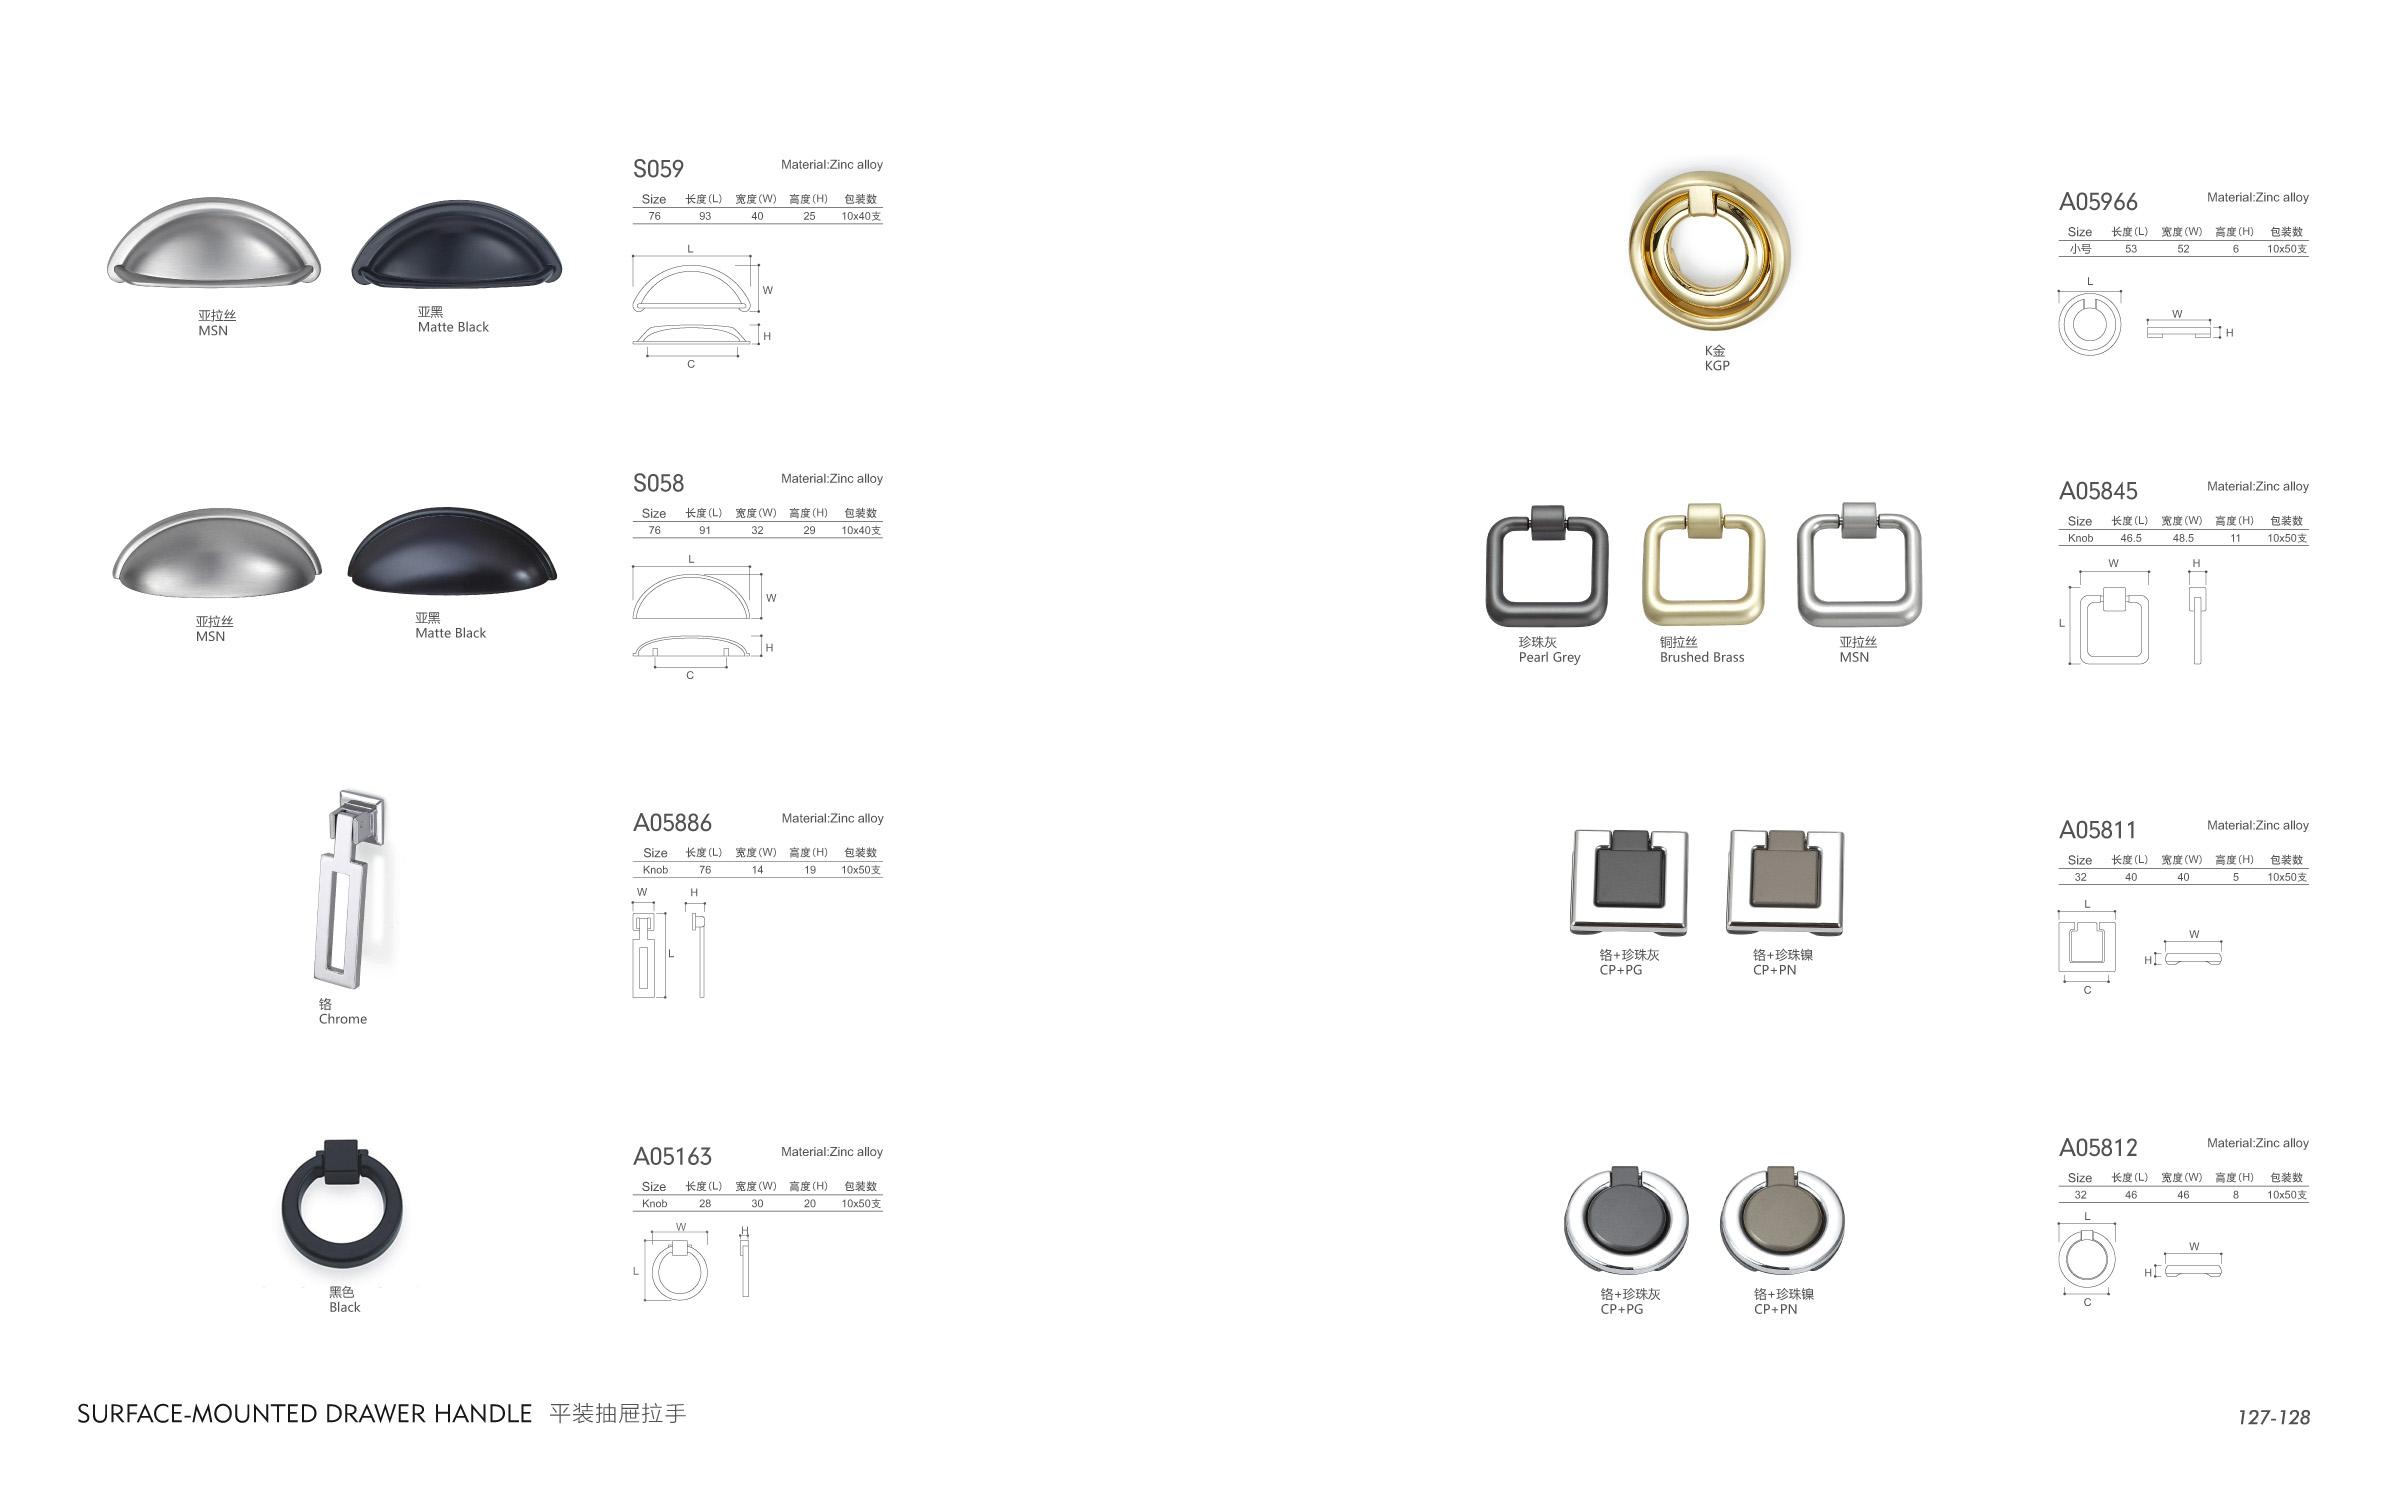 S059
Material:Zinc alloy
Size 长度(L) 宽度(W) 高度(H) 包装数
76 93 40 25 10x40支
L
W
H
C
亚拉丝
MSN
亚黑
Matte Black
S058
Material:Zinc alloy
Size 长度(L) 宽度(W) 高度(H) 包装数
76 91 32 29 10x40支
L
W
H
C
亚拉丝
MSN
亚黑
Matte Black
A05886
Material:Zinc alloy
Size 长度(L) 宽度(W) 高度(H) 包装数
Knob 76 14 19 10x50支
W
H
L
铬
Chrome
A05163
Material:Zinc alloy
Size 长度(L) 宽度(W) 高度(H) 包装数
Knob 28 30 20 10x50支
W
H
L
黑色
Black
A05966
Material:Zinc alloy
Size 长度(L) 宽度(W) 高度(H) 包装数
小号 53 52 6 10x50支
L
W
H
K金
KGP
A05845
Material:Zinc alloy
Size 长度(L) 宽度(W) 高度(H) 包装数
Knob 46.5 48.5 11 10x50支
W
H
L
珍珠灰
Pearl Grey
铜拉丝
Brushed Brass
亚拉丝
MSN
A05811
Material:Zinc alloy
Size 长度(L) 宽度(W) 高度(H) 包装数
32 40 40 5 10x50支
L
W
H
C
铬+珍珠灰
CP+PG
铬+珍珠镍
CP+PN
A05812
Material:Zinc alloy
Size 长度(L) 宽度(W) 高度(H) 包装数
32 46 46 8 10x50支
L
W
H
C
铬+珍珠灰
CP+PG
铬+珍珠镍
CP+PN
SURFACE-MOUNTED DRAWER HANDLE 平装抽屉拉手
127-128